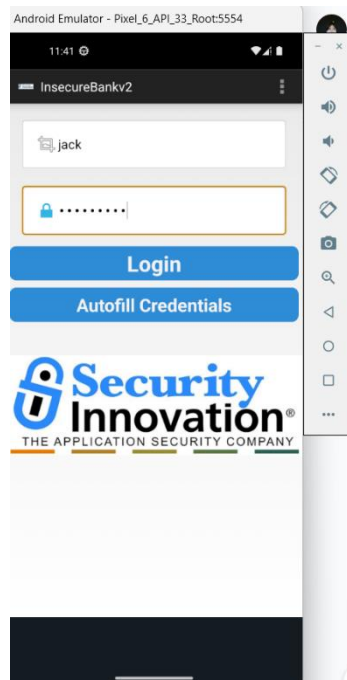 Android Emulator - Pixel_6_API_33_Root:5554
11:41
InsecureBankv2
jack
Login
Autofill Credentials
Security
Innovation®
THE APPLICATION SECURITY COMPANY